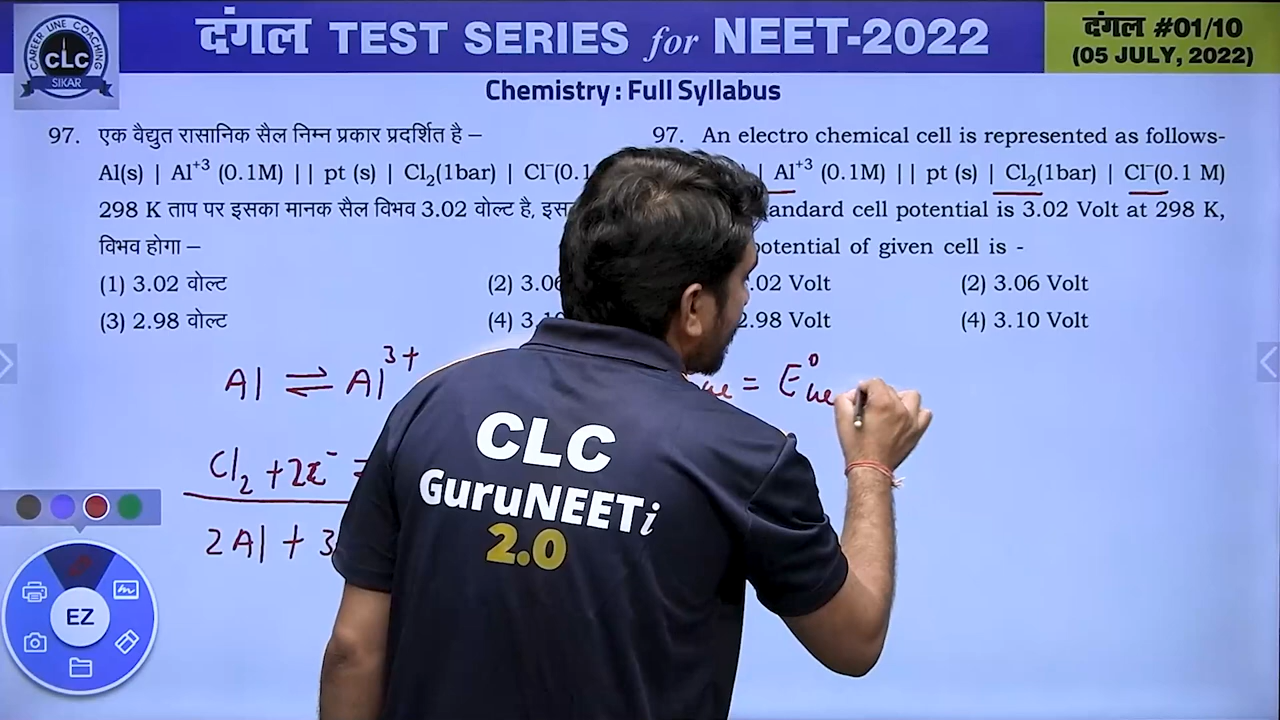 CAREER LINE COACHING
CLC
SIKAR
दंगल TEST SERIES for NEET-2022
दंगल #01/10
(05 JULY, 2022)
Chemistry : Full Syllabus
97. एक वैद्युत रासानिक सैल निम्न प्रकार प्रदर्शित है –
Al(s) | Al+3 (0.1M) || pt (s) | Cl2(1bar) | Cl–(0.1
298 K ताप पर इसका मानक सैल विभव 3.02 वोल्ट है,
विभव होगा –
(1) 3.02 वोल्ट
(2) 3.06
(3) 2.98 वोल्ट
(4)
97. An electro chemical cell is represented as follows-
| Al+3 (0.1M) || pt (s) | Cl2(1bar) | Cl–(0.1 M)
cell potential is 3.02 Volt at 298 K,
potential of given cell is -
.02 Volt
(2) 3.06 Volt
2.98 Volt
(4) 3.10 Volt
Al ⇌ Al3+
= E0
Cl2 + 2e–
2Al + 3
CLC
GuruNEETi
2.0
EZ